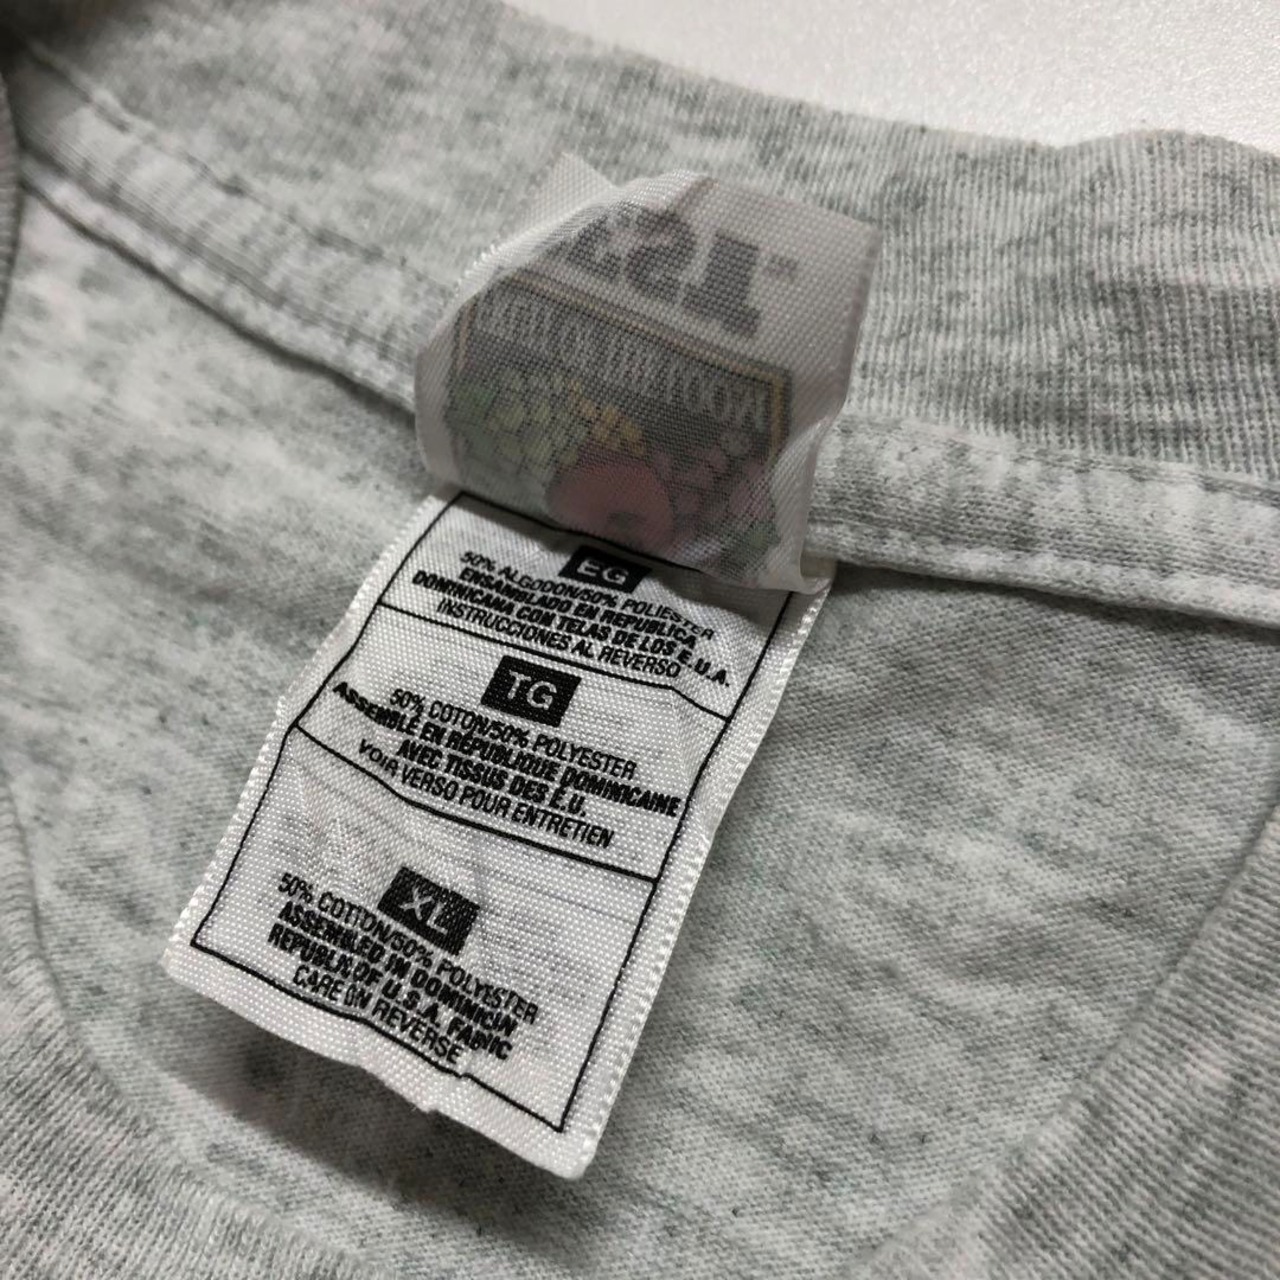 EG
50% ALGODON/50% POLIESTER
ENSAMBLADO EN REPUBLICA
DOMINICANA CON TELAS DE LOS E.U.A.
INSTRUCCIONES AL REVERSO
TG
50% COTON/50% POLYESTER
ASSEMBLÉ EN RÉPUBLIQUE DOMINICAINE
AVEC TISSUS DES É.U.
VOIR VERSO POUR ENTRETIEN
XL
50% COTTON/50% POLYESTER
ASSEMBLED IN DOMINICIN
REPUBLIK OF U.S.A. FABRIC
CARE ON REVERSE